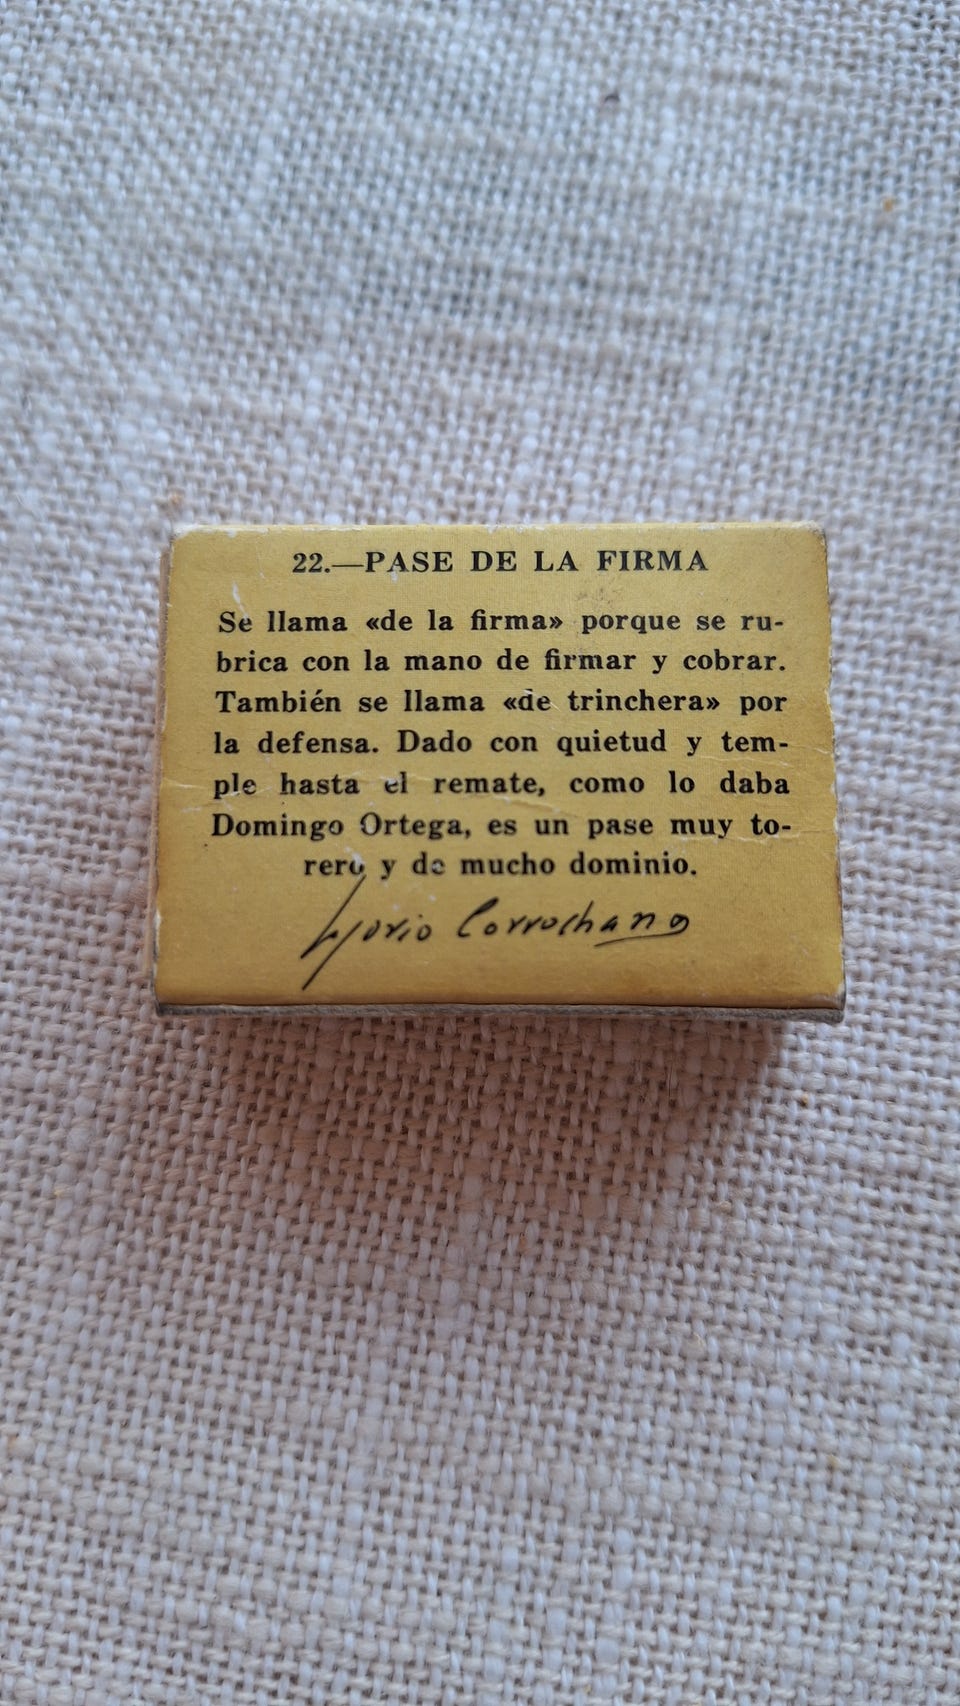 22.—PASE DE LA FIRMA
Se llama «de la firma» porque se ru-
brica con la mano de firmar y cobrar.
También se llama «de trinchera» por
la defensa. Dado con quietud y tem-
ple hasta el remate, como lo daba
Domingo Ortega, es un pase muy to-
rero y de mucho dominio.
Gregorio Corrochano